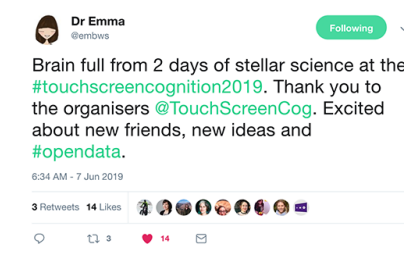 Dr Emma
@embws
Following
Brain full from 2 days of stellar science at the
#touchscreencognition2019. Thank you to
the organisers @TouchScreenCog. Excited
about new friends, new ideas and
#opendata.
6:34 AM - 7 Jun 2019
3 Retweets 14 Likes
3 14